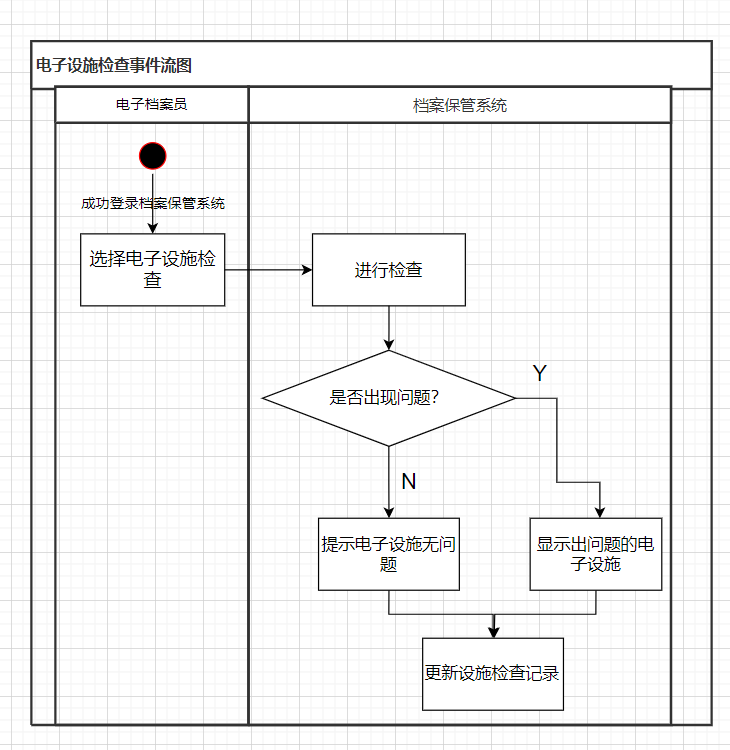 电子设施检查事件流图
电子档案员
档案保管系统
成功登录档案保管系统
选择电子设施检
查
进行检查
是否出现问题?
Y
N
提示电子设施无问
题
显示出问题的电
子设施
更新设施检查记录